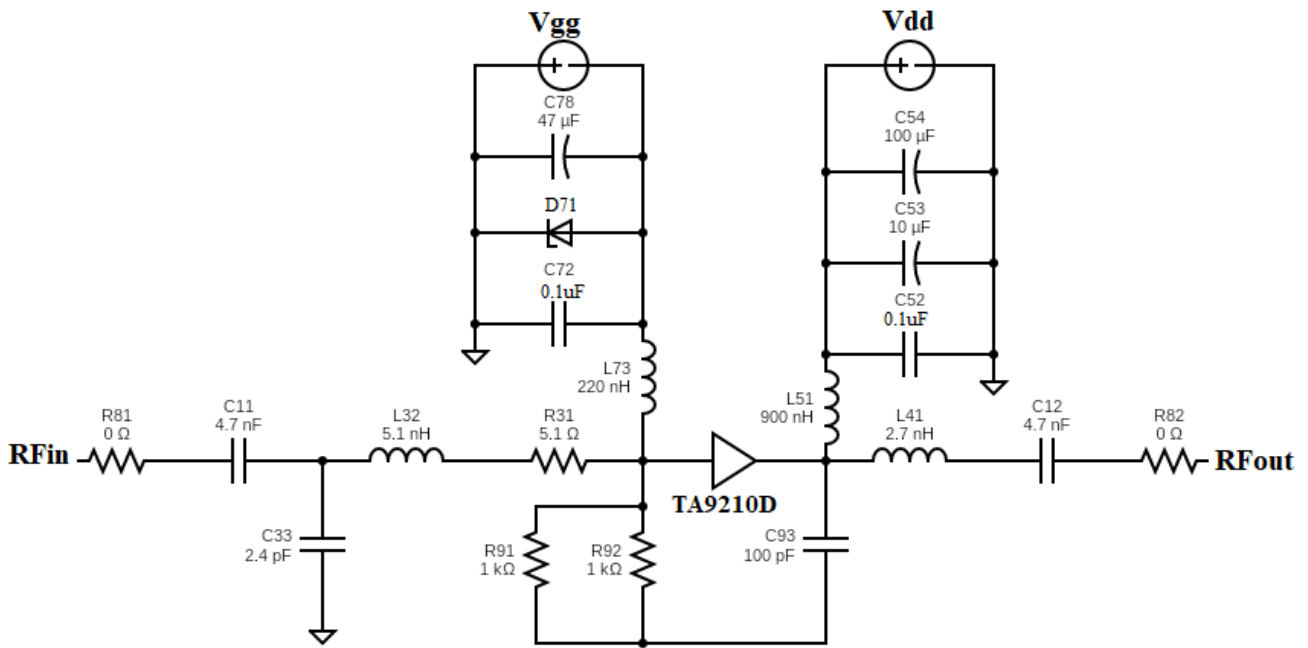 Vgg
Vdd
C78
47 µF
C54
100 µF
D71
C53
10 µF
C72
0.1uF
C52
0.1uF
L73
220 nH
L51
900 nH
R81
0 Ω
C11
4.7 nF
L32
5.1 nH
R31
5.1 Ω
L41
2.7 nH
C12
4.7 nF
R82
0 Ω
RFin
RFout
TA9210D
C33
2.4 pF
R91
1 kΩ
R92
1 kΩ
C93
100 pF